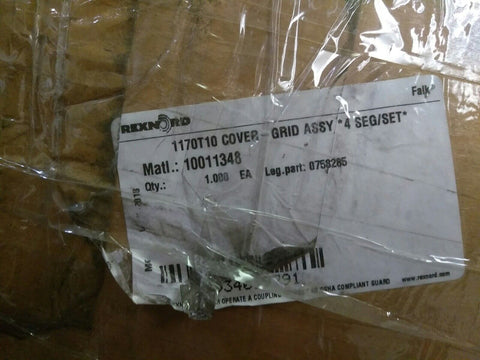 Falk
REXNORD
1170T10 COVER-GRID ASSY *4 SEG/SET*
Matl.: 10011348
Qty.: 1.000 EA Leg.part: 0758285
2018
www.rexnord.com
OPERATE A COUPLING COMPLIANT GUARD